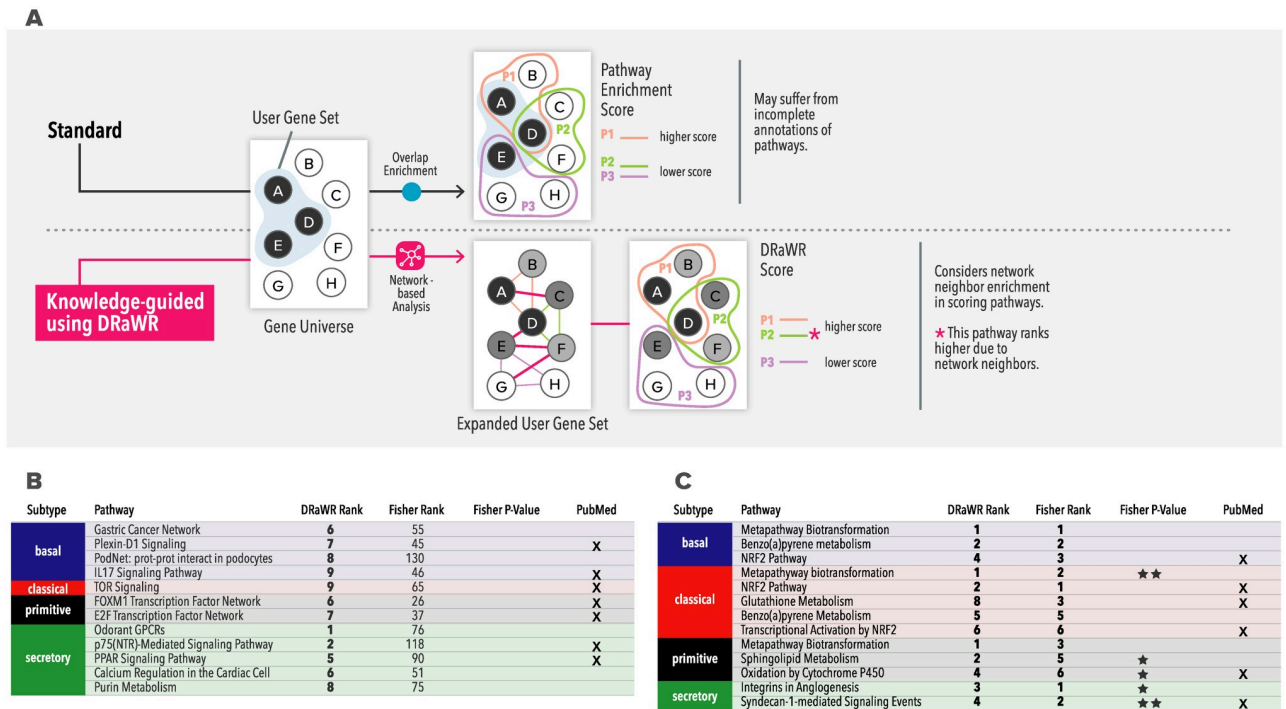 A
Standard
User Gene Set
A
B
C
D
E
F
G
H
Gene Universe
Overlap
Enrichment
P1
B
A
C
D
P2
E
F
G
H
P3
Pathway
Enrichment
Score
P1 higher score
P2
P3 lower score
May suffer from
incomplete
annotations of
pathways.
Knowledge-guided
using DRaWR
Network-
based
Analysis
B
A
C
D
E
F
G
H
Expanded User Gene Set
P1
B
A
C
D
P2
E
F
G
H
P3
DRaWR
Score
P1
P2 * higher score
P3 lower score
Considers network
neighbor enrichment
in scoring pathways.
* This pathway ranks
higher due to
network neighbors.
B
Subtype Pathway DRaWR Rank Fisher Rank Fisher P-Value PubMed
basal
Gastric Cancer Network 6 55
Plexin-D1 Signaling 7 45 X
PodNet: prot-prot interact in podocytes 8 130
IL17 Signaling Pathway 9 46 X
classical TOR Signaling 9 65 X
primitive
FOXM1 Transcription Factor Network 6 26 X
E2F Transcription Factor Network 7 37 X
secretory
Odorant GPCRs 1 76
p75(NTR)-Mediated Signaling Pathway 2 118 X
PPAR Signaling Pathway 5 90 X
Calcium Regulation in the Cardiac Cell 6 51
Purin Metabolism 8 75
C
Subtype Pathway DRaWR Rank Fisher Rank Fisher P-Value PubMed
basal
Metapathway Biotransformation 1 1
Benzo(a)pyrene metabolism 2 2
NRF2 Pathway 4 3 X
classical
Metapathyway biotransformation 1 2 ★★
NRF2 Pathway 2 1 X
Glutathione Metabolism 8 3 X
Benzo(a)pyrene Metabolism 5 5
Transcriptional Activation by NRF2 6 6 X
primitive
Metapathway Biotransformation 1 3
Sphingolipid Metabolism 2 5 ★
Oxidation by Cytochrome P450 4 6 ★ X
secretory
Integrins in Anglogenesis 3 1 ★
Syndecan-1-mediated Signaling Events 4 2 ★★ X